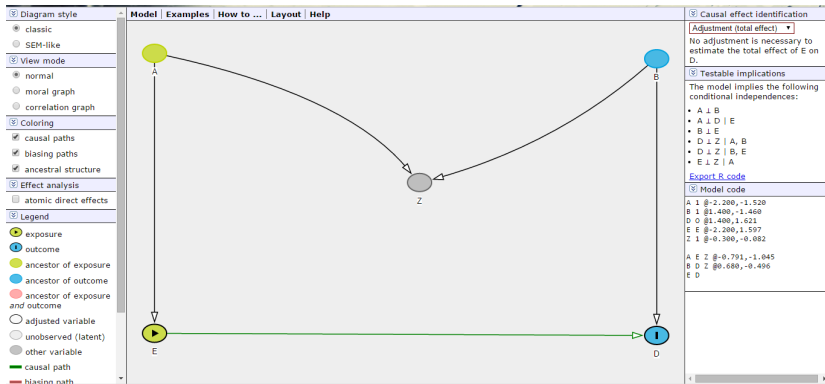 Diagram style
classic
SEM-like
View mode
normal
moral graph
correlation graph
Coloring
causal paths
biasing paths
ancestral structure
Effect analysis
atomic direct effects
Legend
exposure
outcome
ancestor of exposure
ancestor of outcome
ancestor of exposure
and outcome
adjusted variable
unobserved (latent)
other variable
causal path
biasing path
Model | Examples | How to ... | Layout | Help
A
B
Z
E
D
Causal effect identification
Adjustment (total effect)
No adjustment is necessary to
estimate the total effect of E on
D.
Testable implications
The model implies the following
conditional independences:
• A ⊥ B
• A ⊥ D | E
• B ⊥ E
• D ⊥ Z | A, B
• D ⊥ Z | B, E
• E ⊥ Z | A
Export R code
Model code
A 1 @-2.200,-1.520
B 1 @1.400,-1.460
D O @1.400,1.621
E E @-2.200,1.597
Z 1 @-0.300,-0.082
A E Z @-0.791,-1.045
B D Z @0.680,-0.496
E D